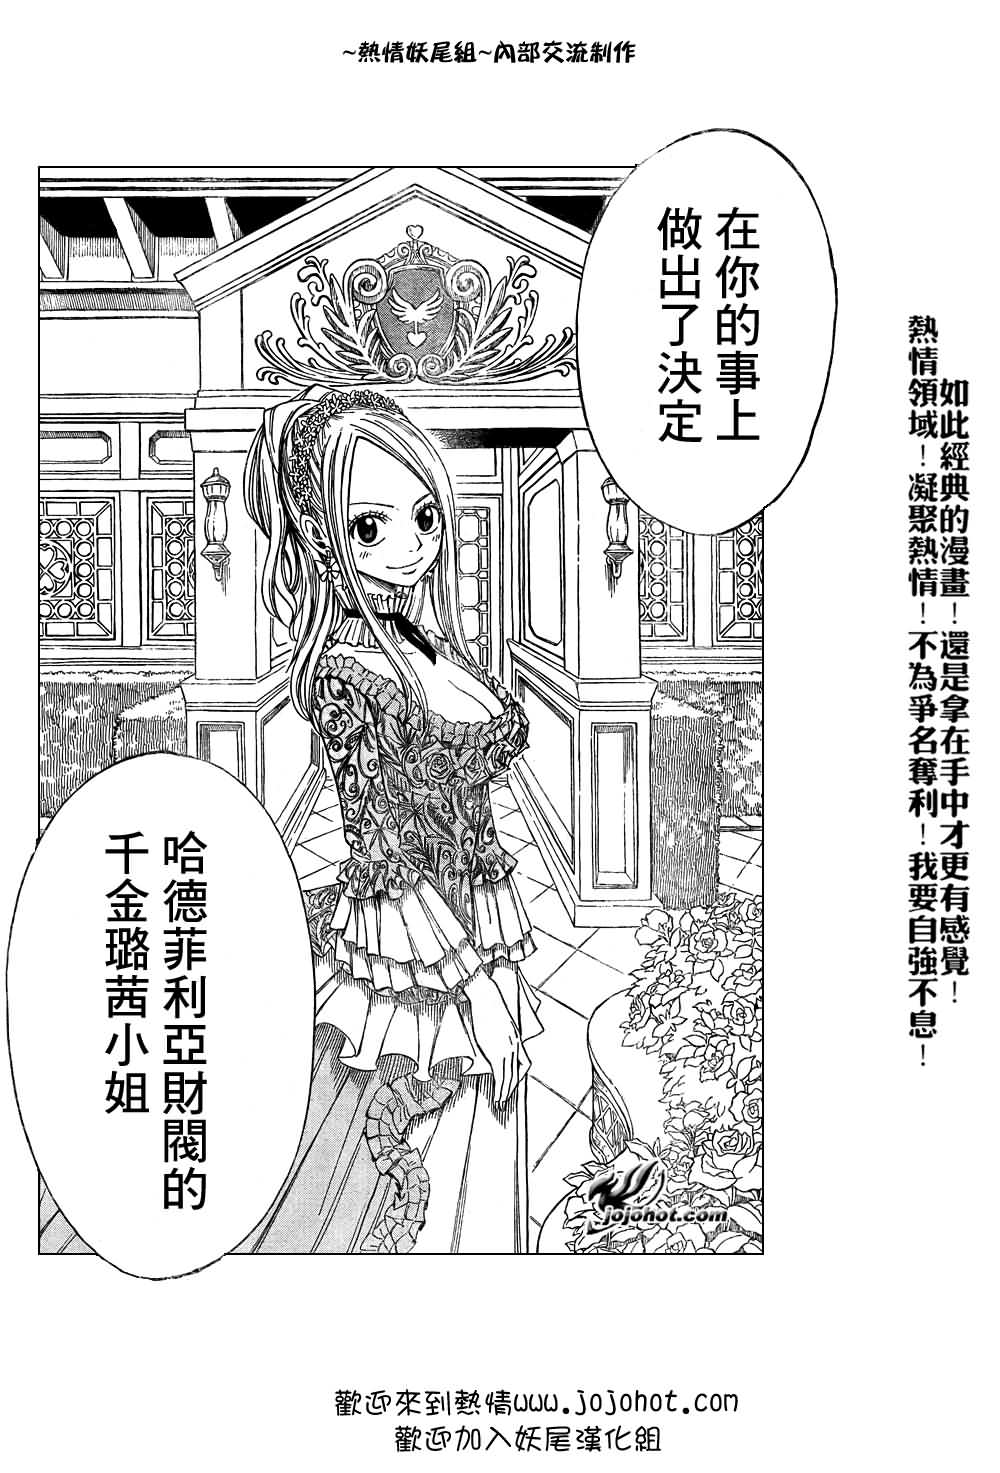 ~熱情妖尾組~內部交流制作
在你的事上
做出了決定
哈德菲利亞財閥的
千金璐茜小姐
如此經典的漫畫！還是拿在手中才更有感覺！
熱情領域！凝聚熱情！不為爭名奪利！我要自強不息！
jojohot.com
歡迎來到熱情www.jojohot.com
歡迎加入妖尾漢化組